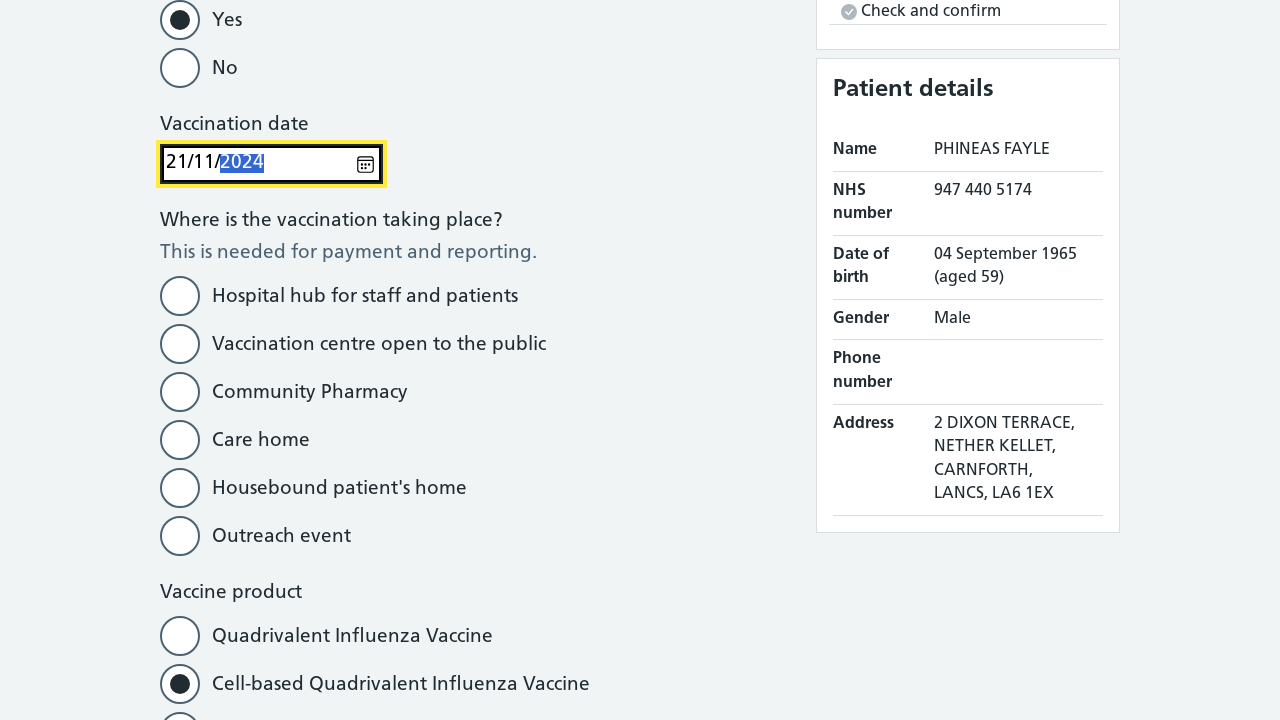 Yes
No
Vaccination date
21/11/2024
Where is the vaccination taking place?
This is needed for payment and reporting.
Hospital hub for staff and patients
Vaccination centre open to the public
Community Pharmacy
Care home
Housebound patient's home
Outreach event
Vaccine product
Quadrivalent Influenza Vaccine
Cell-based Quadrivalent Influenza Vaccine
Check and confirm
Patient details
Name PHINEAS FAYLE
NHS number 947 440 5174
Date of birth 04 September 1965
(aged 59)
Gender Male
Phone number
Address 2 DIXON TERRACE,
NETHER KELLET,
CARNFORTH,
LANCS, LA6 1EX